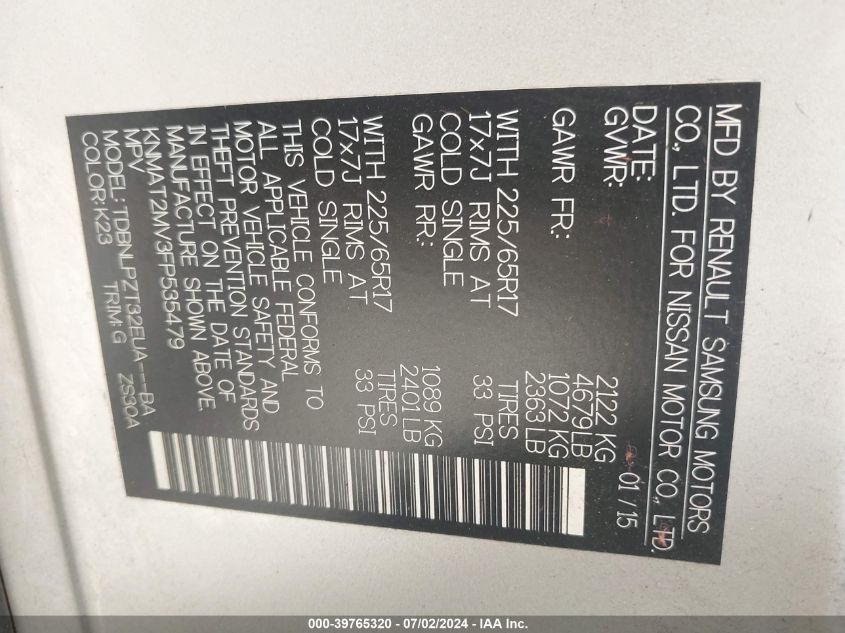 MFD BY RENAULT SAMSUNG MOTORS
CO., LTD. FOR NISSAN MOTOR CO., LTD.
DATE: 01 /15
GVWR: 2122 KG
4679LB
GAWR FR: 1072 KG
2363 LB
WITH 225/65R17 TIRES
17x7J RIMS AT 33 PSI
COLD SINGLE
GAWR RR: 1089 KG
2401 LB
WITH 225/65R17 TIRES
17x7J RIMS AT 33 PSI
COLD SINGLE
THIS VEHICLE CONFORMS TO
ALL APPLICABLE FEDERAL
MOTOR VEHICLE SAFETY AND
THEFT PREVENTION STANDARDS
IN EFFECT ON THE DATE OF
MANUFACTURE SHOWN ABOVE.
KNMAT2MV3FP535479
MPV
MODEL: TDBNLPZT32EUA---BA
COLOR: K23 TRIM: G ZS30A
000-39765320 - 07/02/2024 - IAA Inc.